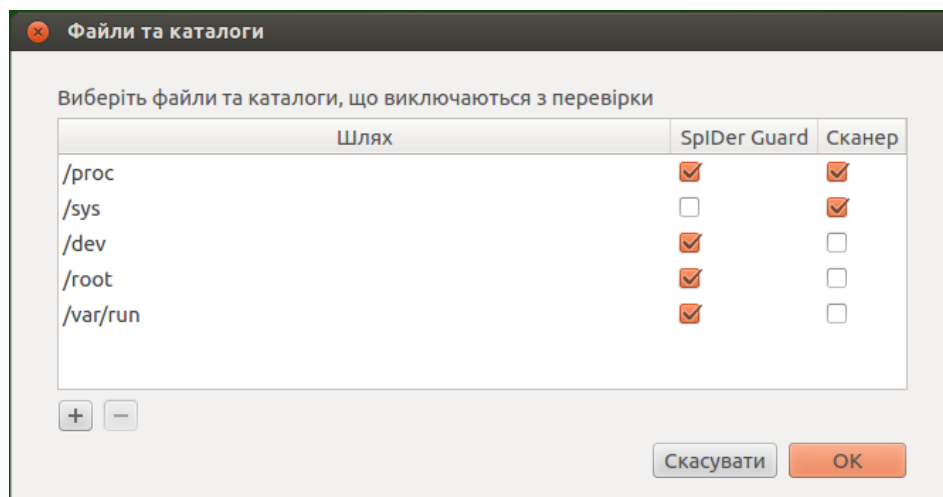 Файли та каталоги
Виберіть файли та каталоги, що виключаються з перевірки
Шлях SpIDer Guard Сканер
/proc
/sys
/dev
/root
/var/run
Скасувати OK